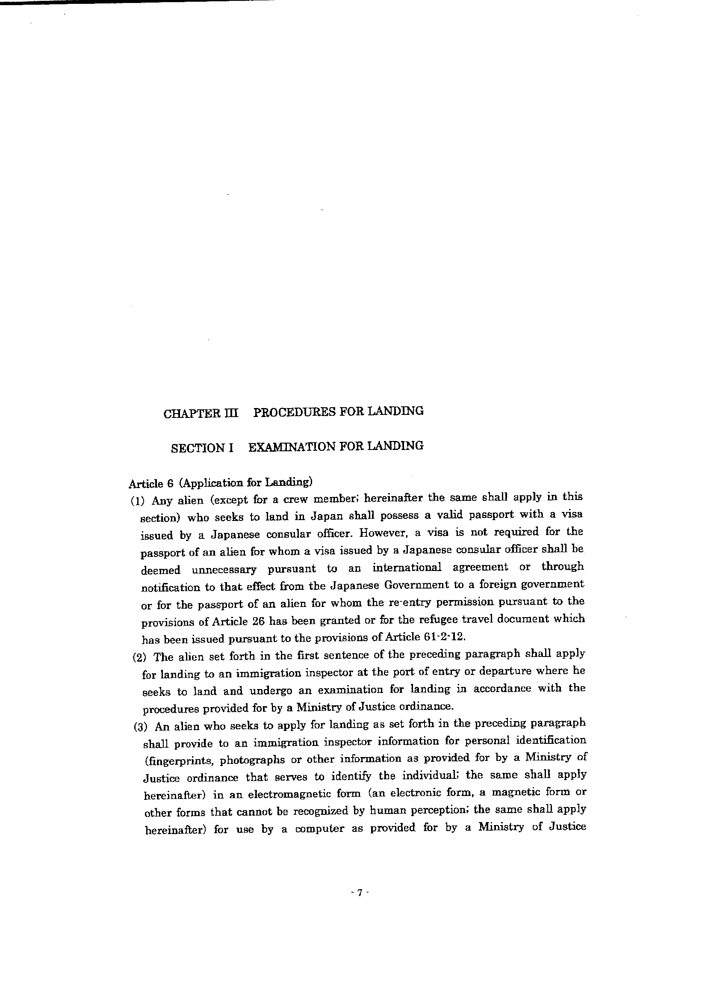 CHAPTER III PROCEDURES FOR LANDING
SECTION I EXAMINATION FOR LANDING
Article 6 (Application for Landing)
(1) Any alien (except for a crew member; hereinafter the same shall apply in this
section) who seeks to land in Japan shall possess a valid passport with a visa
issued by a Japanese consular officer. However, a visa is not required for the
passport of an alien for whom a visa issued by a Japanese consular officer shall be
deemed unnecessary pursuant to an international agreement or through
notification to that effect from the Japanese Government to a foreign government
or for the passport of an alien for whom the re-entry permission pursuant to the
provisions of Article 26 has been granted or for the refugee travel document which
has been issued pursuant to the provisions of Article 61-2-12.
(2) The alien set forth in the first sentence of the preceding paragraph shall apply
for landing to an immigration inspector at the port of entry or departure where he
seeks to land and undergo an examination for landing in accordance with the
procedures provided for by a Ministry of Justice ordinance.
(3) An alien who seeks to apply for landing as set forth in the preceding paragraph
shall provide to an immigration inspector information for personal identification
(fingerprints, photographs or other information as provided for by a Ministry of
Justice ordinance that serves to identify the individual; the same shall apply
hereinafter) in an electromagnetic form (an electronic form, a magnetic form or
other forms that cannot be recognized by human perception; the same shall apply
hereinafter) for use by a computer as provided for by a Ministry of Justice
- 7 -